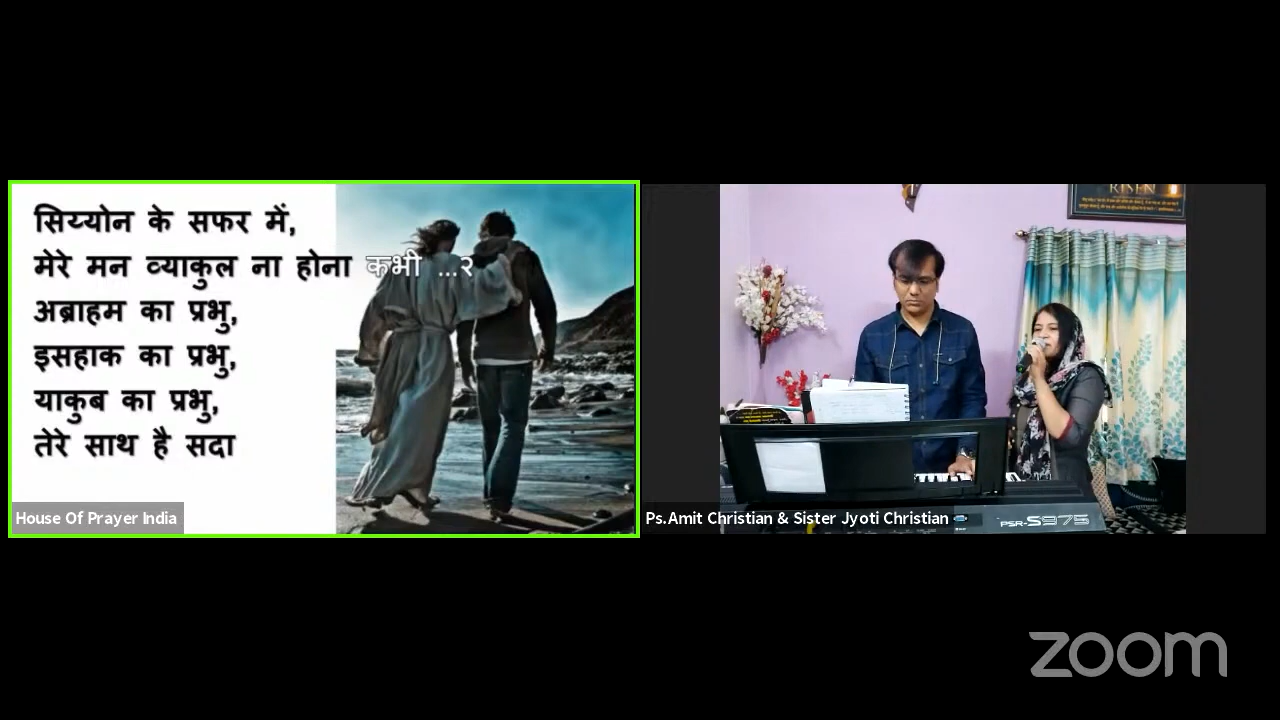 सिय्योन के सफर में,
मेरे मन व्याकुल ना होना कभी ...२
अब्राहम का प्रभु,
इसहाक का प्रभु,
याकुब का प्रभु,
तेरे साथ है सदा
House Of Prayer India
RISEN
Ps.Amit Christian & Sister Jyoti Christian
PSR-S975
zoom